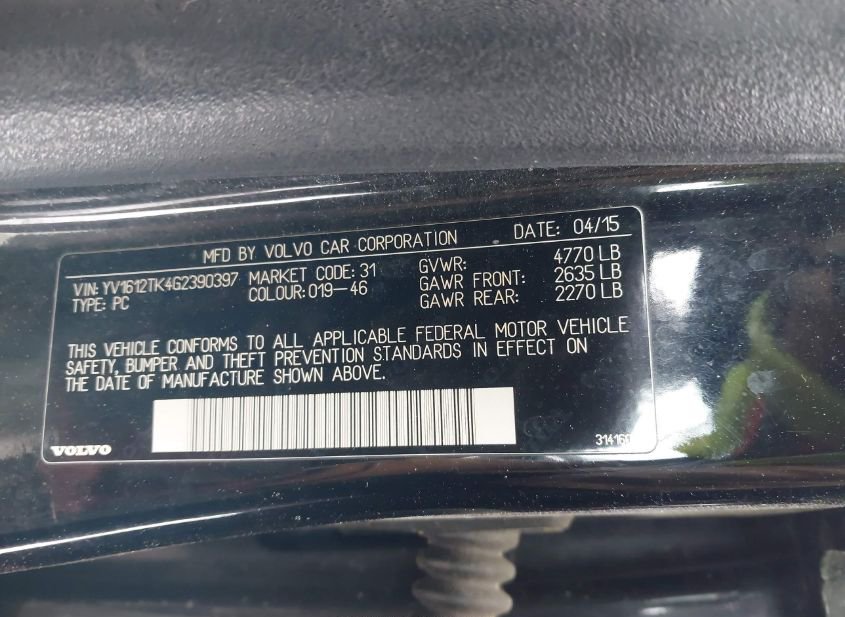 MFD BY VOLVO CAR CORPORATION DATE: 04/15
VIN: YV1612TK4G2390397 MARKET CODE: 31 GVWR: 4770 LB
TYPE: PC COLOUR: 019-46 GAWR FRONT: 2635 LB
GAWR REAR: 2270 LB
THIS VEHICLE CONFORMS TO ALL APPLICABLE FEDERAL MOTOR VEHICLE
SAFETY, BUMPER AND THEFT PREVENTION STANDARDS IN EFFECT ON
THE DATE OF MANUFACTURE SHOWN ABOVE.
VOLVO